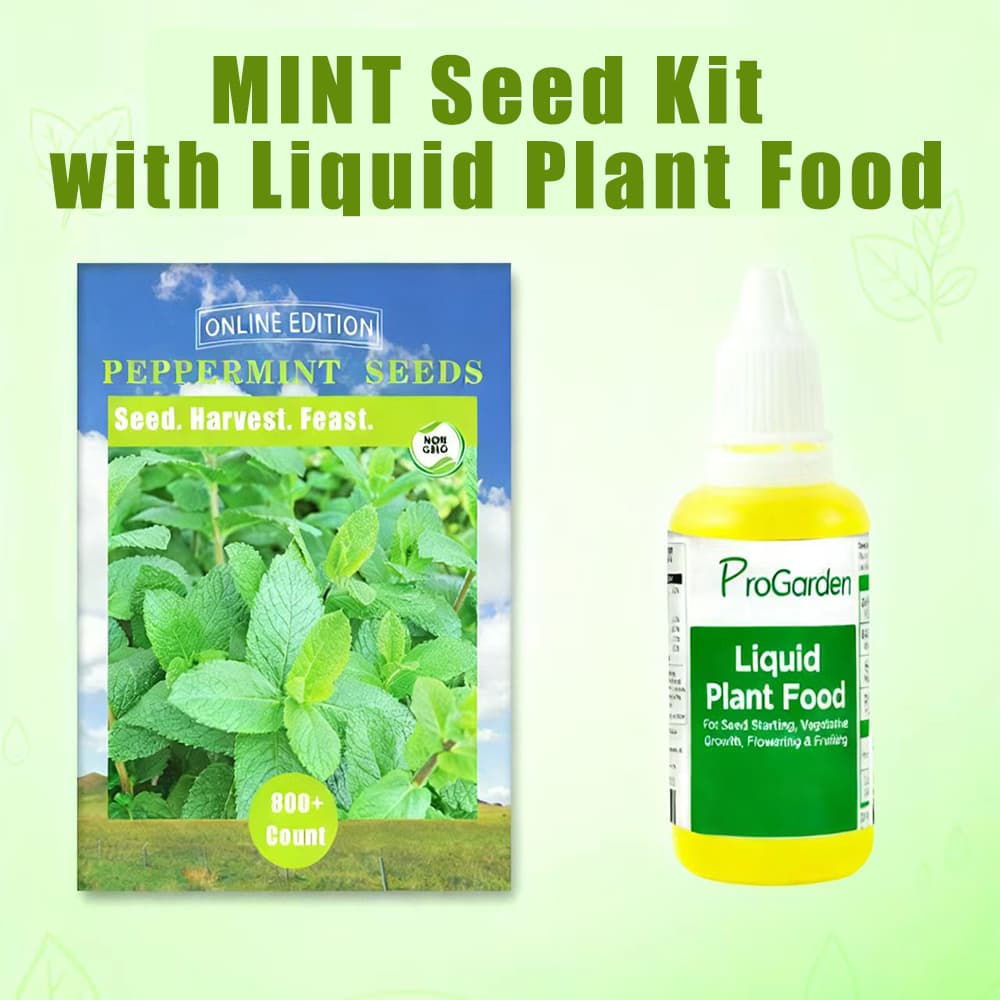 MINT Seed Kit
with Liquid Plant Food
ONLINE EDITION
PEPPERMINT SEEDS
Seed. Harvest. Feast.
NON
GMO
800+
Count
ProGarden
Liquid
Plant Food
For Seed Starting, Vegetative
Growth, Flowering & Fruiting